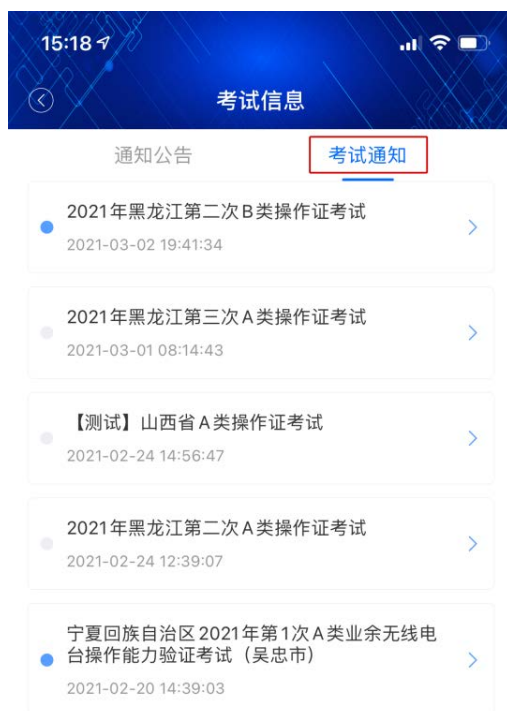 15:18
考试信息
通知公告
考试通知
2021年黑龙江第二次B类操作证考试
2021-03-02 19:41:34
2021年黑龙江第三次A类操作证考试
2021-03-01 08:14:43
【测试】山西省A类操作证考试
2021-02-24 14:56:47
2021年黑龙江第二次A类操作证考试
2021-02-24 12:39:07
宁夏回族自治区2021年第1次A类业余无线电
台操作能力验证考试（吴忠市）
2021-02-20 14:39:03